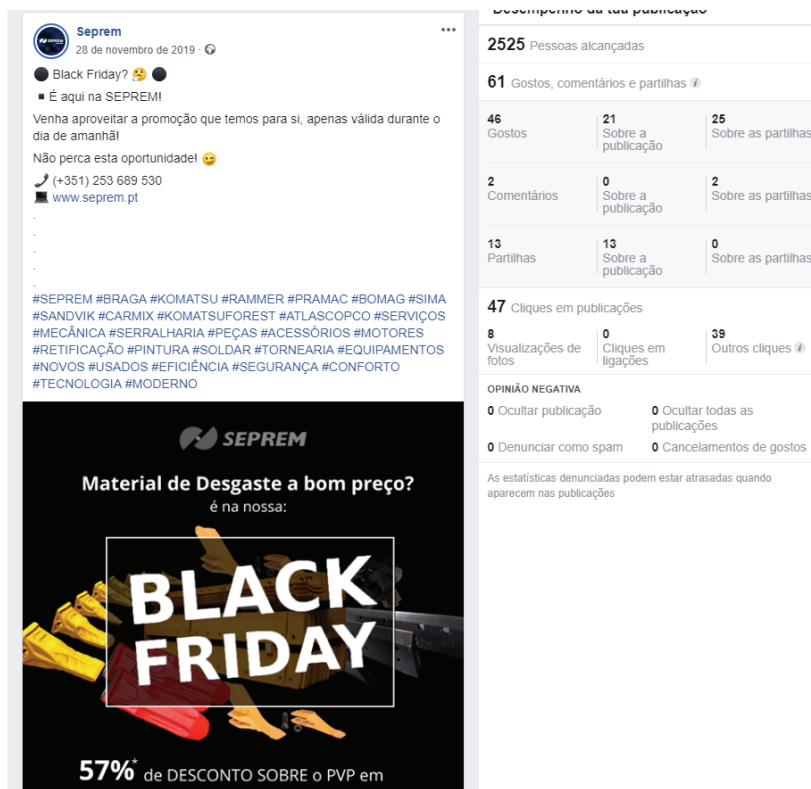 Seprem
28 de novembro de 2019
Black Friday?
É aqui na SEPREM!
Venha aproveitar a promoção que temos para si, apenas válida durante o
dia de amanhã!
Não perca esta oportunidade!
(+351) 253 689 530
www.seprem.pt
.
.
.
.
.
#SEPREM #BRAGA #KOMATSU #RAMMER #PRAMAC #BOMAG #SIMA
#SANDVIK #CARMIX #KOMATSUFOREST #ATLASCOPCO #SERVIÇOS
#MECÂNICA #SERRALHARIA #PEÇAS #ACESSÓRIOS #MOTORES
#RETIFICAÇÃO #PINTURA #SOLDAR #TORNEARIA #EQUIPAMENTOS
#NOVOS #USADOS #EFICIÊNCIA #SEGURANÇA #CONFORTO
#TECNOLOGIA #MODERNO
SEPREM
Material de Desgaste a bom preço?
é na nossa:
BLACK
FRIDAY
57%* de DESCONTO SOBRE o PVP em
Desempenho da tua publicação
2525 Pessoas alcançadas
61 Gostos, comentários e partilhas
46
Gostos
21
Sobre a
publicação
25
Sobre as partilhas
2
Comentários
0
Sobre a
publicação
2
Sobre as partilhas
13
Partilhas
13
Sobre a
publicação
0
Sobre as partilhas
47 Cliques em publicações
8
Visualizações de
fotos
0
Cliques em
ligações
39
Outros cliques
OPINIÃO NEGATIVA
0 Ocultar publicação
0 Ocultar todas as
publicações
0 Denunciar como spam
0 Cancelamentos de gostos
As estatísticas denunciadas podem estar atrasadas quando
aparecem nas publicações